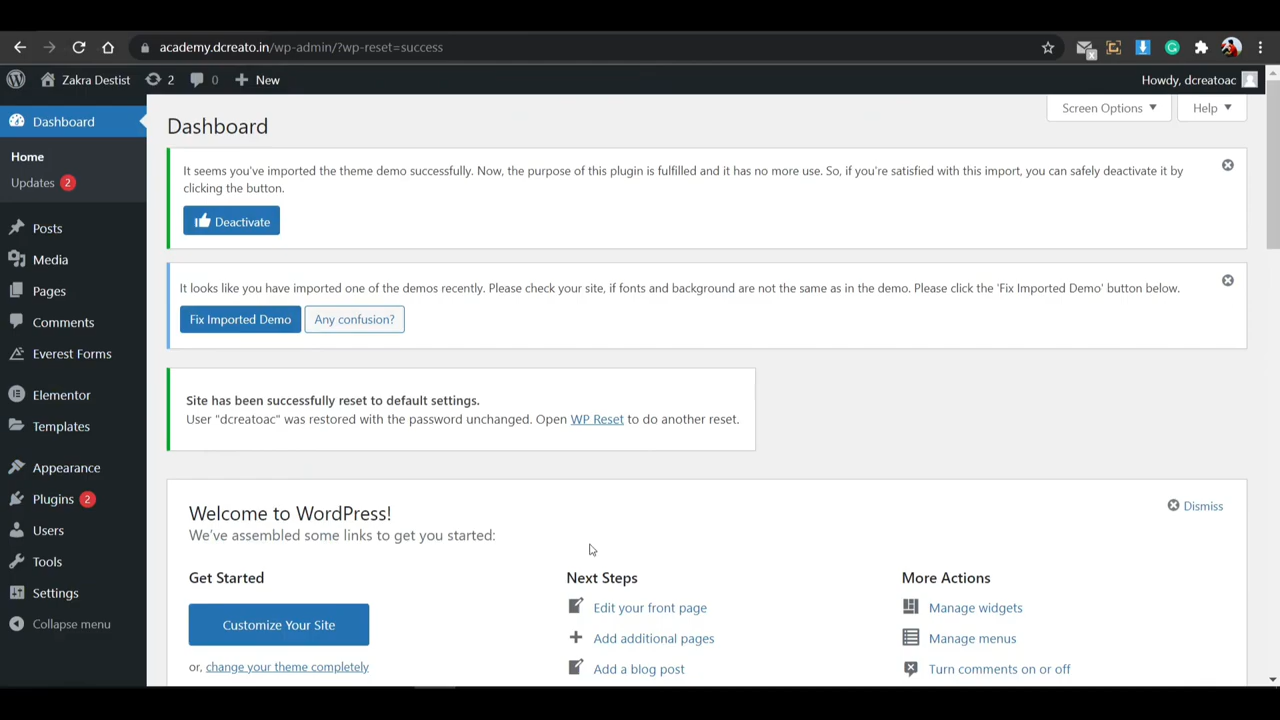 academy.dcreato.in/wp-admin/?wp-reset=success
Zakra Destist 2 0 New Howdy, dcreatoac
Dashboard
Home
Updates 2
Posts
Media
Pages
Comments
Everest Forms
Elementor
Templates
Appearance
Plugins 2
Users
Tools
Settings
Collapse menu
Screen Options Help
Dashboard
It seems you've imported the theme demo successfully. Now, the purpose of this plugin is fulfilled and it has no more use. So, if you're satisfied with this import, you can safely deactivate it by
clicking the button.
Deactivate
It looks like you have imported one of the demos recently. Please check your site, if fonts and background are not the same as in the demo. Please click the 'Fix Imported Demo' button below.
Fix Imported Demo Any confusion?
Site has been successfully reset to default settings.
User "dcreatoac" was restored with the password unchanged. Open WP Reset to do another reset.
Welcome to WordPress! Dismiss
We've assembled some links to get you started:
Get Started
Customize Your Site
or, change your theme completely
Next Steps
Edit your front page
Add additional pages
Add a blog post
More Actions
Manage widgets
Manage menus
Turn comments on or off